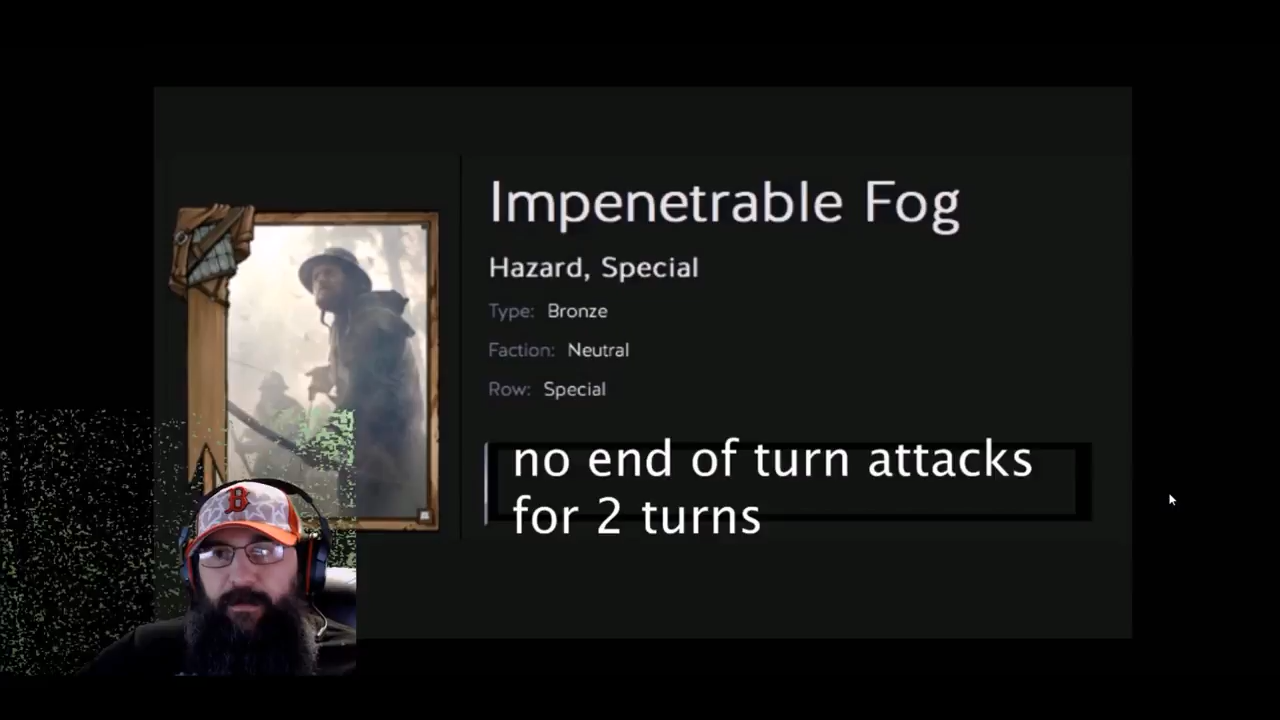 Impenetrable Fog
Hazard, Special
Type: Bronze
Faction: Neutral
Row: Special
no end of turn attacks
for 2 turns
B